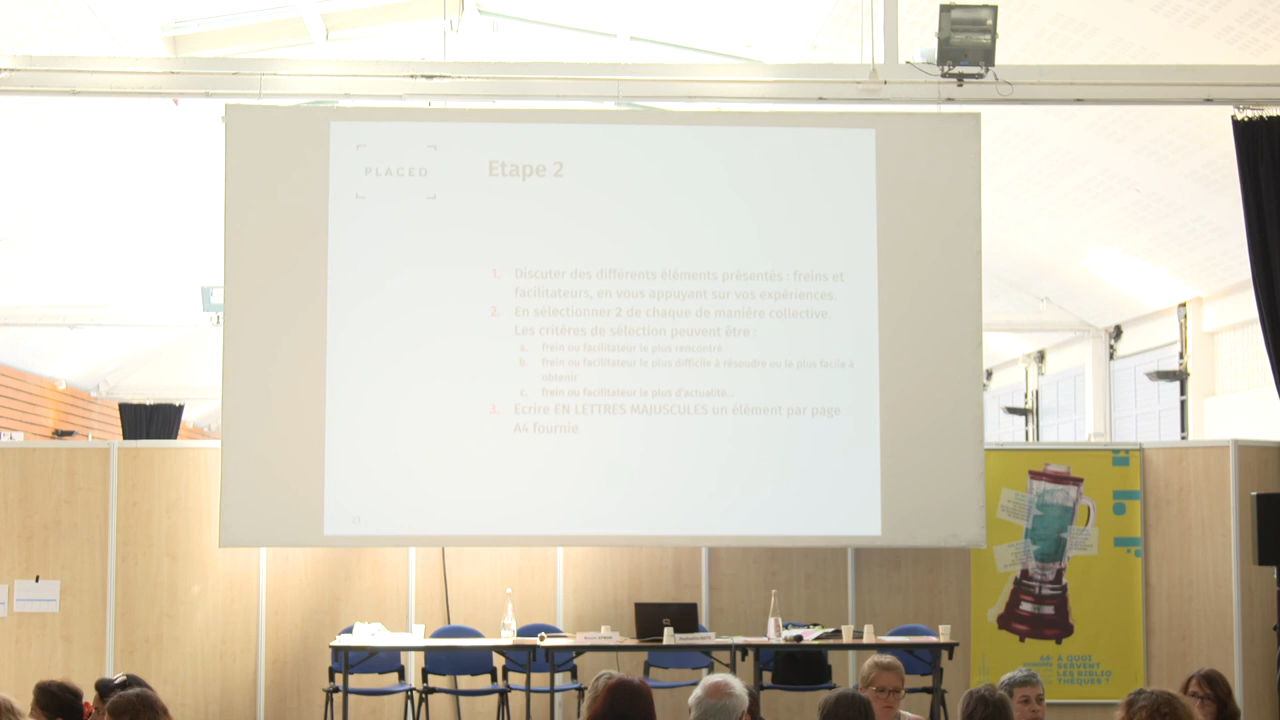 PLACED
Etape 2
1. Discuter des différents éléments présentés : freins et
facilitateurs, en vous appuyant sur vos expériences.
2. En sélectionner 2 de chaque de manière collective.
Les critères de sélection peuvent être :
a. frein ou facilitateur le plus rencontré
b. frein ou facilitateur le plus difficile à résoudre ou le plus facile à
obtenir
c. frein ou facilitateur le plus d'actualité...
3. Ecrire EN LETTRES MAJUSCULES un élément par page
A4 fournie
21
À QUOI
SERVENT
LES BIBLIO
THÈQUES ?